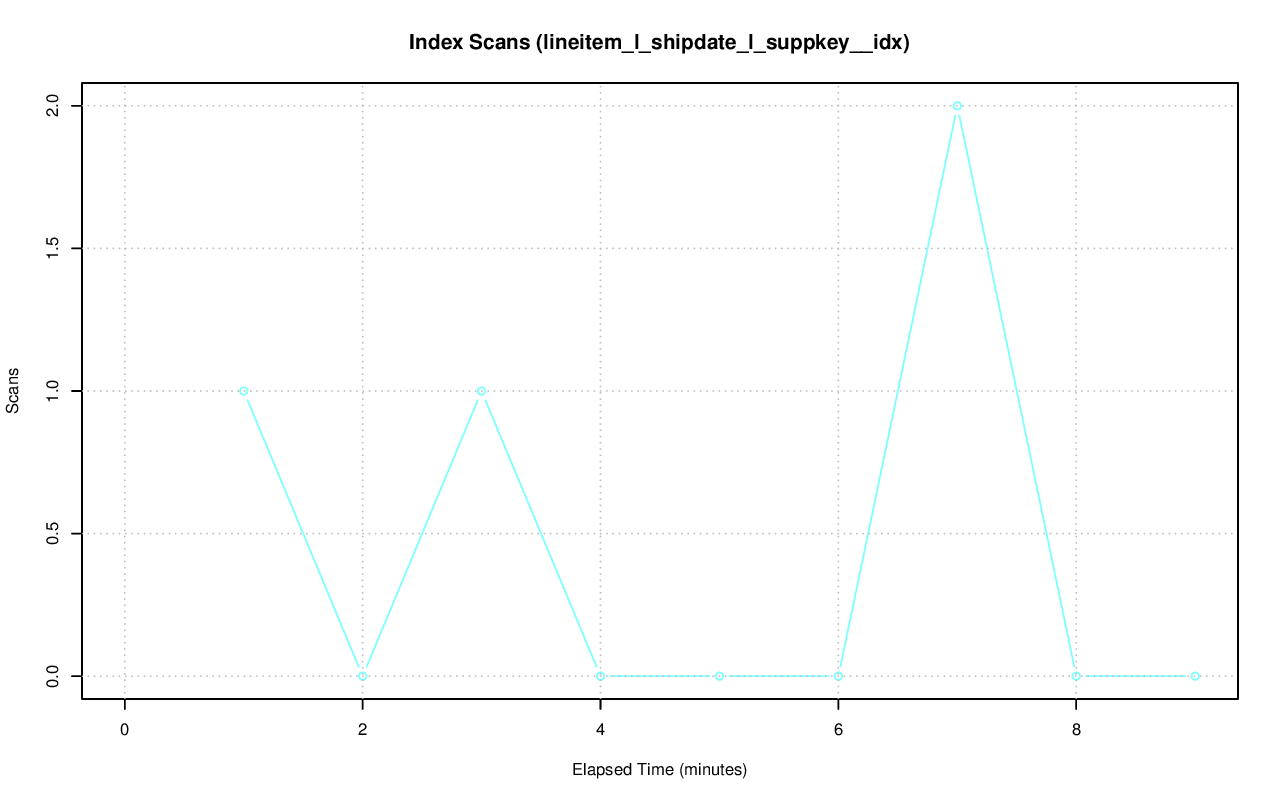 Index Scans (lineitem_l_shipdate_l_suppkey__idx)
2.0
1.5
1.0
0.5
0.0
Scans
0 2 4 6 8
Elapsed Time (minutes)